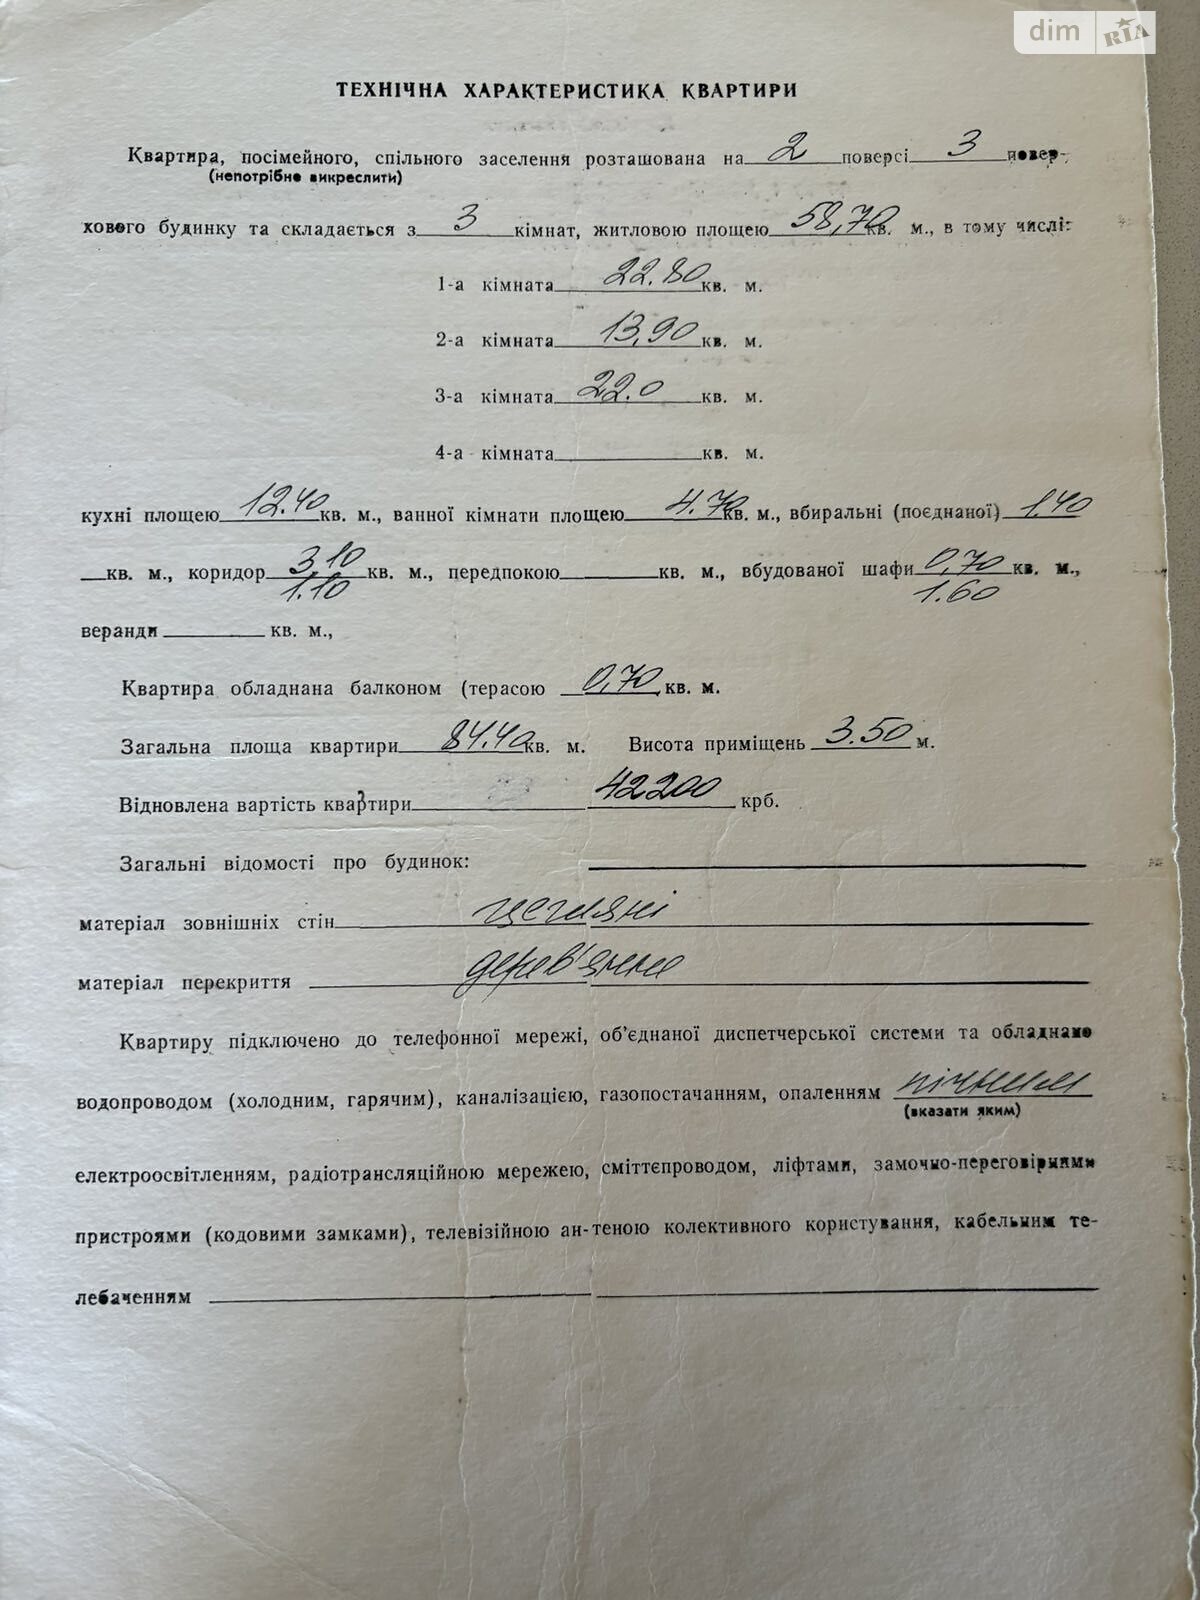 dim RIA
ТЕХНІЧНА ХАРАКТЕРИСТИКА КВАРТИРИ
Квартира, посімейного, спільного заселення розташована на 2 поверсі 3 повер-
(непотрібне викреслити)
хового будинку та складається з 3 кімнат, житловою площею 58,70 кв. м., в тому числі:
1-а кімната 22.80 кв. м.
2-а кімната 13,90 кв. м.
3-а кімната 22.0 кв. м.
4-а кімната кв. м.
кухні площею 12.40 кв. м., ванної кімнати площею 4.70 кв. м., вбиральні (поєднаної) 1.40
кв. м., коридор 3,10 кв. м., передпокою кв. м., вбудованої шафи 0,70 кв. м.,
1.10 1.60
веранди кв. м.,
Квартира обладнана балконом (терасою 0,70 кв. м.
Загальна площа квартири 84.40 кв. м. Висота приміщень 3.50 м.
Відновлена вартість квартири 42200 крб.
Загальні відомості про будинок:
матеріал зовнішніх стін цегляні
матеріал перекриття дерев'яне
Квартиру підключено до телефонної мережі, об'єднаної диспетчерської системи та обладнано
водопроводом (холодним, гарячим), каналізацією, газопостачанням, опаленням пічним
(вказати яким)
електроосвітленням, радіотрансляційною мережею, сміттєпроводом, ліфтами, замочно-переговірними
пристроями (кодовими замками), телевізійною ан-теною колективного користування, кабельним те-
лебаченням